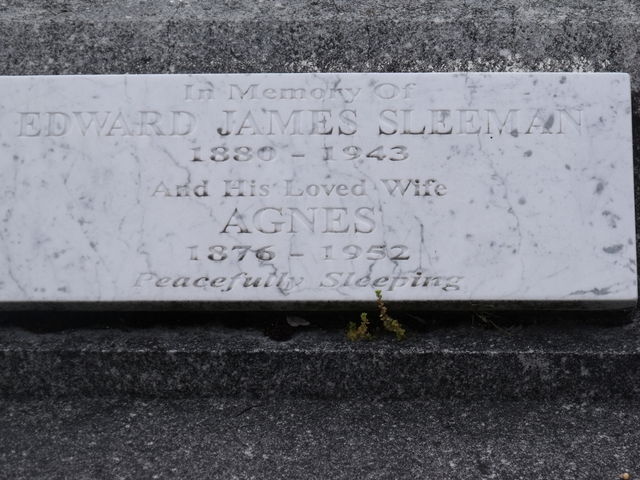 In Memory Of
EDWARD JAMES SLEEMAN
1880 - 1943
And His Loved Wife
AGNES
1876 - 1952
Peacefully Sleeping